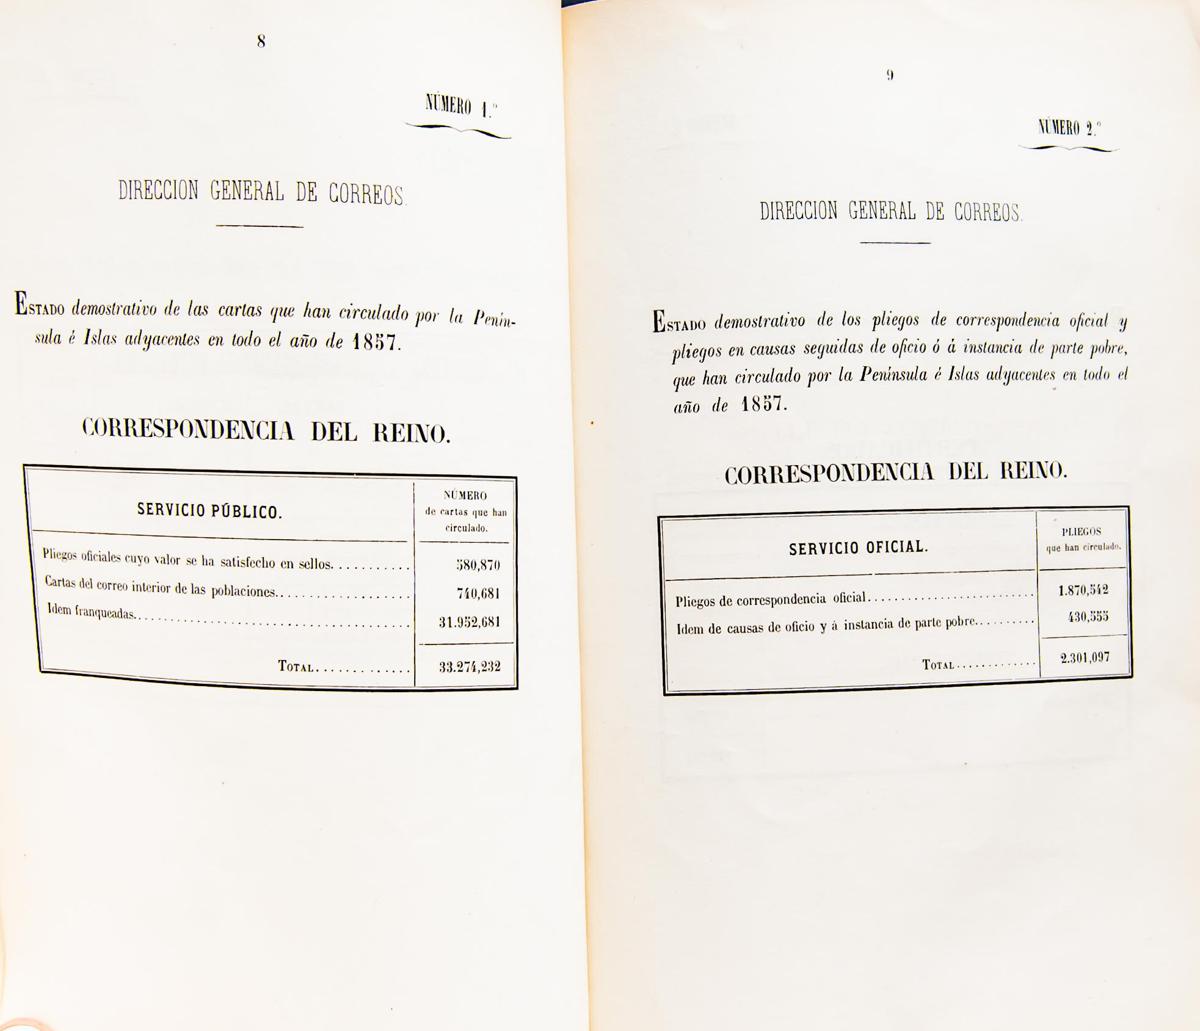 8
NÚMERO 1.º
DIRECCION GENERAL DE CORREOS.
ESTADO demostrativo de las cartas que han circulado por la Penín-
sula é Islas adyacentes en todo el año de 1857.
CORRESPONDENCIA DEL REINO.
SERVICIO PÚBLICO.
NÚMERO
de cartas que han
circulado.
Pliegos oficiales cuyo valor se ha satisfecho en sellos........... 580,870
Cartas del correo interior de las poblaciones.................... 740,681
Idem franqueadas.......................................... 31.952,681
TOTAL............. 33.274,232
9
NÚMERO 2.º
DIRECCION GENERAL DE CORREOS.
ESTADO demostrativo de los pliegos de correspondencia oficial y
pliegos en causas seguidas de oficio ó á instancia de parte pobre,
que han circulado por la Península é Islas adyacentes en todo el
año de 1857.
CORRESPONDENCIA DEL REINO.
SERVICIO OFICIAL.
PLIEGOS
que han circulado.
Pliegos de correspondencia oficial......................... 1.870,542
Idem de causas de oficio y á instancia de parte pobre.......... 430,555
TOTAL............. 2.301,097